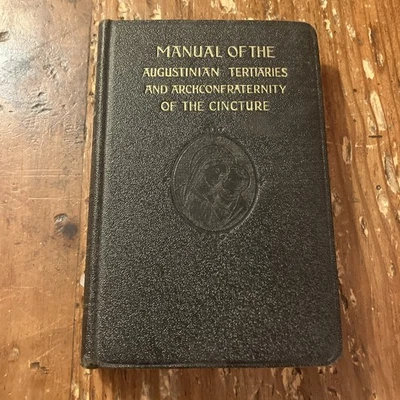 MANUAL OF THE
AUGUSTINIAN TERTIARIES
AND ARCHCONFRATERNITY
OF THE CINCTURE